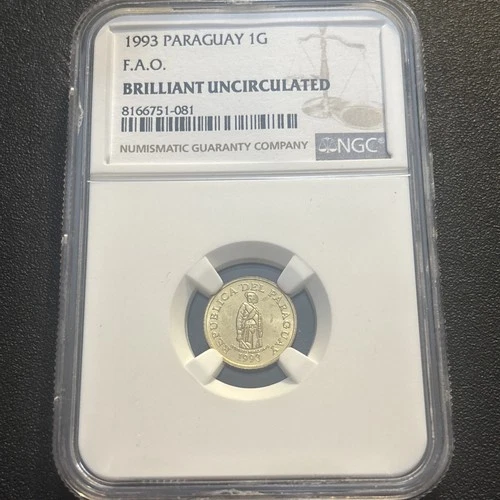 1993 PARAGUAY 1G
F.A.O.
BRILLIANT UNCIRCULATED
8166751-081
NUMISMATIC GUARANTY COMPANY
NGC®
REPUBLICA DEL PARAGUAY
1993